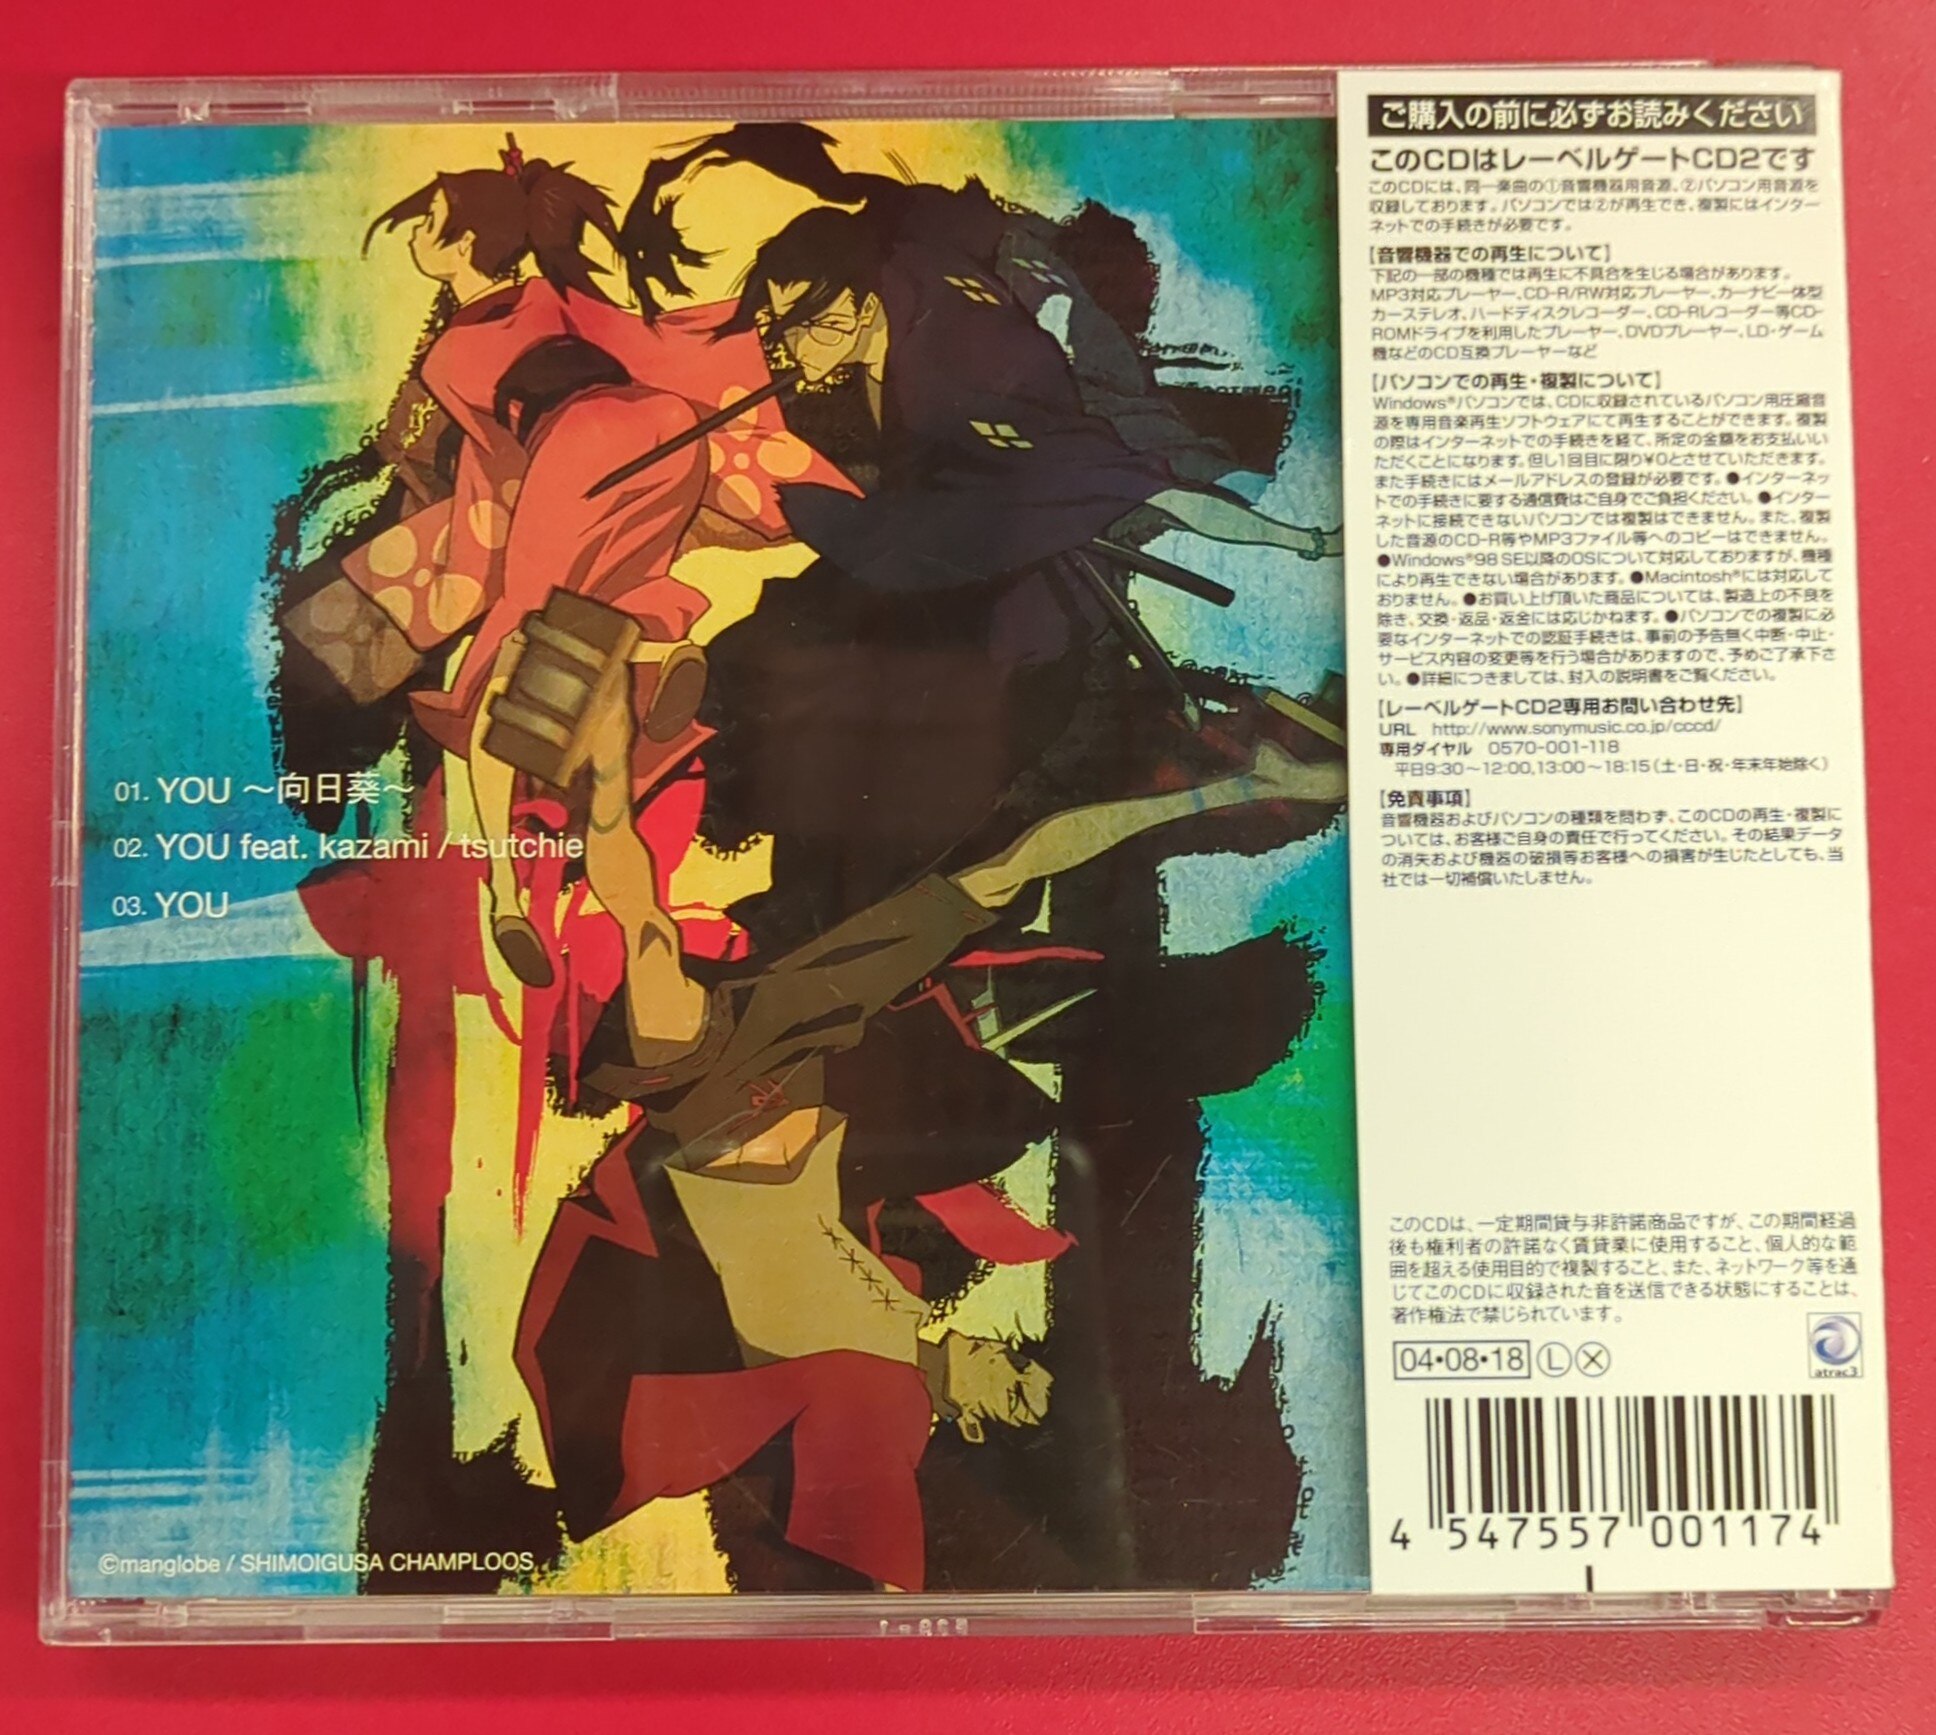 01. YOU ～向日葵～
02. YOU feat. kazami / tsutchie
03. YOU
©manglobe / SHIMOIGUSA CHAMPLOOS
ご購入の前に必ずお読みください
このCDはレーベルゲートCD2です
このCDには、同一楽曲の①音響機器用音源、②パソコン用音源を
収録しております。パソコンでは②が再生でき、複製にはインター
ネットでの手続きが必要です。
【音響機器での再生について】
下記の一部の機種では再生に不具合を生じる場合があります。
MP3対応プレーヤー、CD-R/RW対応プレーヤー、カーナビ一体型
カーステレオ、ハードディスクレコーダー、CD-Rレコーダー等CD-
ROMドライブを利用したプレーヤー、DVDプレーヤー、LD・ゲーム
機などのCD互換プレーヤーなど
【パソコンでの再生・複製について】
Windows®パソコンでは、CDに収録されているパソコン用圧縮音
源を専用音楽再生ソフトウェアにて再生することができます。複製
の際はインターネットでの手続きを経て、所定の金額をお支払いい
ただくことになります。但し1回目に限り¥0とさせていただきます。
また手続きにはメールアドレスの登録が必要です。●インターネッ
トでの手続きに要する通信費はご自身でご負担ください。●インター
ネットに接続できないパソコンでは複製はできません。また、複製
した音源のCD-R等やMP3ファイル等へのコピーはできません。
●Windows®98 SE以降のOSについて対応しておりますが、機種
により再生できない場合があります。●Macintosh®には対応して
おりません。●お買い上げ頂いた商品については、製造上の不良を
除き、交換・返品・返金には応じかねます。●パソコンでの複製に必
要なインターネットでの認証手続きは、事前の予告無く中断・中止・
サービス内容の変更等を行う場合がありますので、予めご了承下さ
い。●詳細につきましては、封入の説明書をご覧ください。
【レーベルゲートCD2専用お問い合わせ先】
URL http://www.sonymusic.co.jp/cccd/
専用ダイヤル 0570-001-118
平日9:30～12:00,13:00～18:15(土・日・祝・年末年始除く)
【免責事項】
音響機器およびパソコンの種類を問わず、このCDの再生・複製に
ついては、お客様ご自身の責任で行ってください。その結果データ
の消失および機器の破損等お客様への損害が生じたとしても、当
社では一切補償いたしません。
このCDは、一定期間貸与非許諾商品ですが、この期間経過
後も権利者の許諾なく賃貸業に使用すること、個人的な範
囲を超える使用目的で複製すること、また、ネットワーク等を通
じてこのCDに収録された音を送信できる状態にすることは、
著作権法で禁じられています。
04・08・18 Ⓛ Ⓧ
atrac3
4 547557 001174